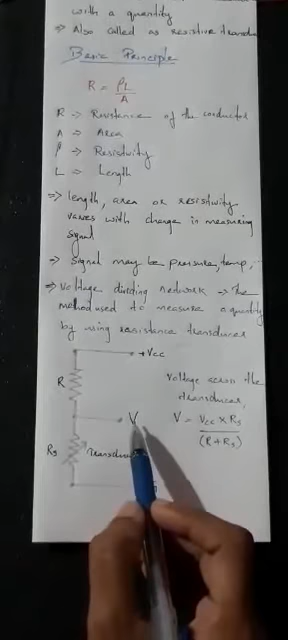 with a quantity
⇒ Also called as resistive
Basic Principle
R = ρL/A
R ⇒ Resistance of the conductor
A ⇒ Area
ρ ⇒ Resistivity
L ⇒ Length
⇒ length, area or resistivity
varies with change in measuring
signal
⇒ Signal may be pressure, temp,
⇒ Voltage dividing network → The
method used to measure a quantity
by using resistance transducer
+Vcc
R
V
Rs
Voltage across the
transducer,
V = Vcc × Rs / (R + Rs)